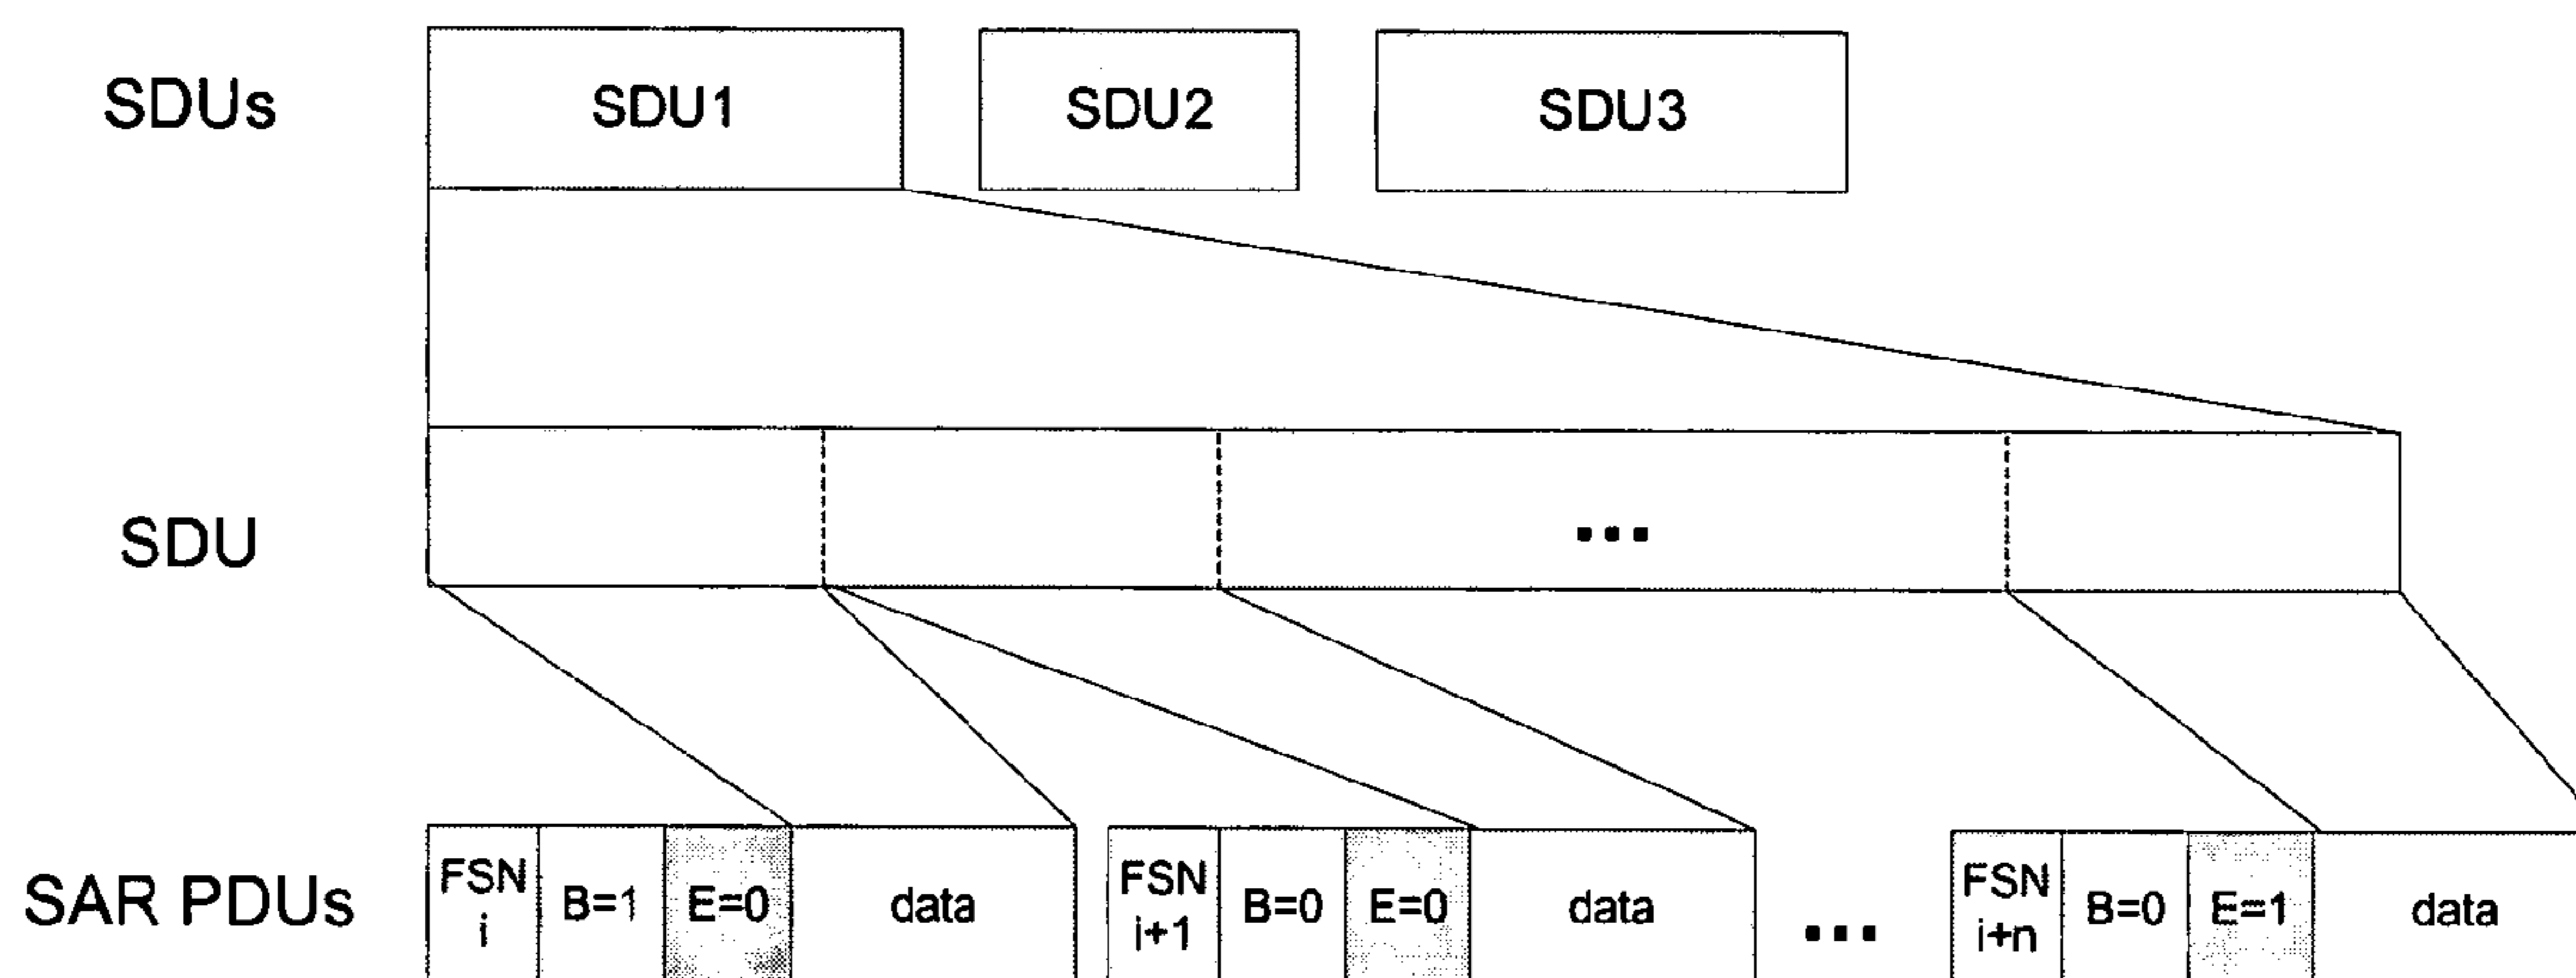 SDUs SDU1 SDU2 SDU3
SDU ...
SAR PDUs FSN i B=1 E=0 data FSN i+1 B=0 E=0 data ... FSN i+n B=0 E=1 data